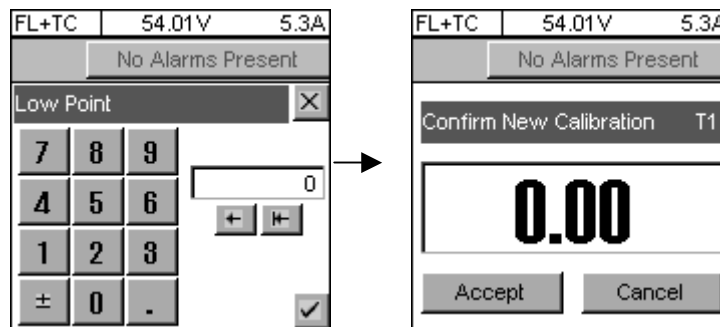 FL+TC 54.01V 5.3A
No Alarms Present
Low Point
7 8 9
0
4 5 6
1 2 3
± 0 .
FL+TC 54.01V 5.3A
No Alarms Present
Confirm New Calibration T1
0.00
Accept Cancel